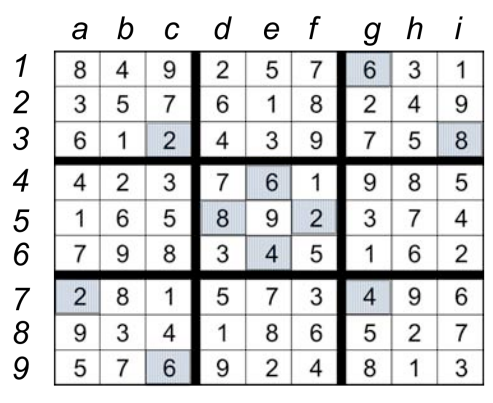 a b c d e f g h i
1 8 4 9 2 5 7 6 3 1
2 3 5 7 6 1 8 2 4 9
3 6 1 2 4 3 9 7 5 8
4 4 2 3 7 6 1 9 8 5
5 1 6 5 8 9 2 3 7 4
6 7 9 8 3 4 5 1 6 2
7 2 8 1 5 7 3 4 9 6
8 9 3 4 1 8 6 5 2 7
9 5 7 6 9 2 4 8 1 3